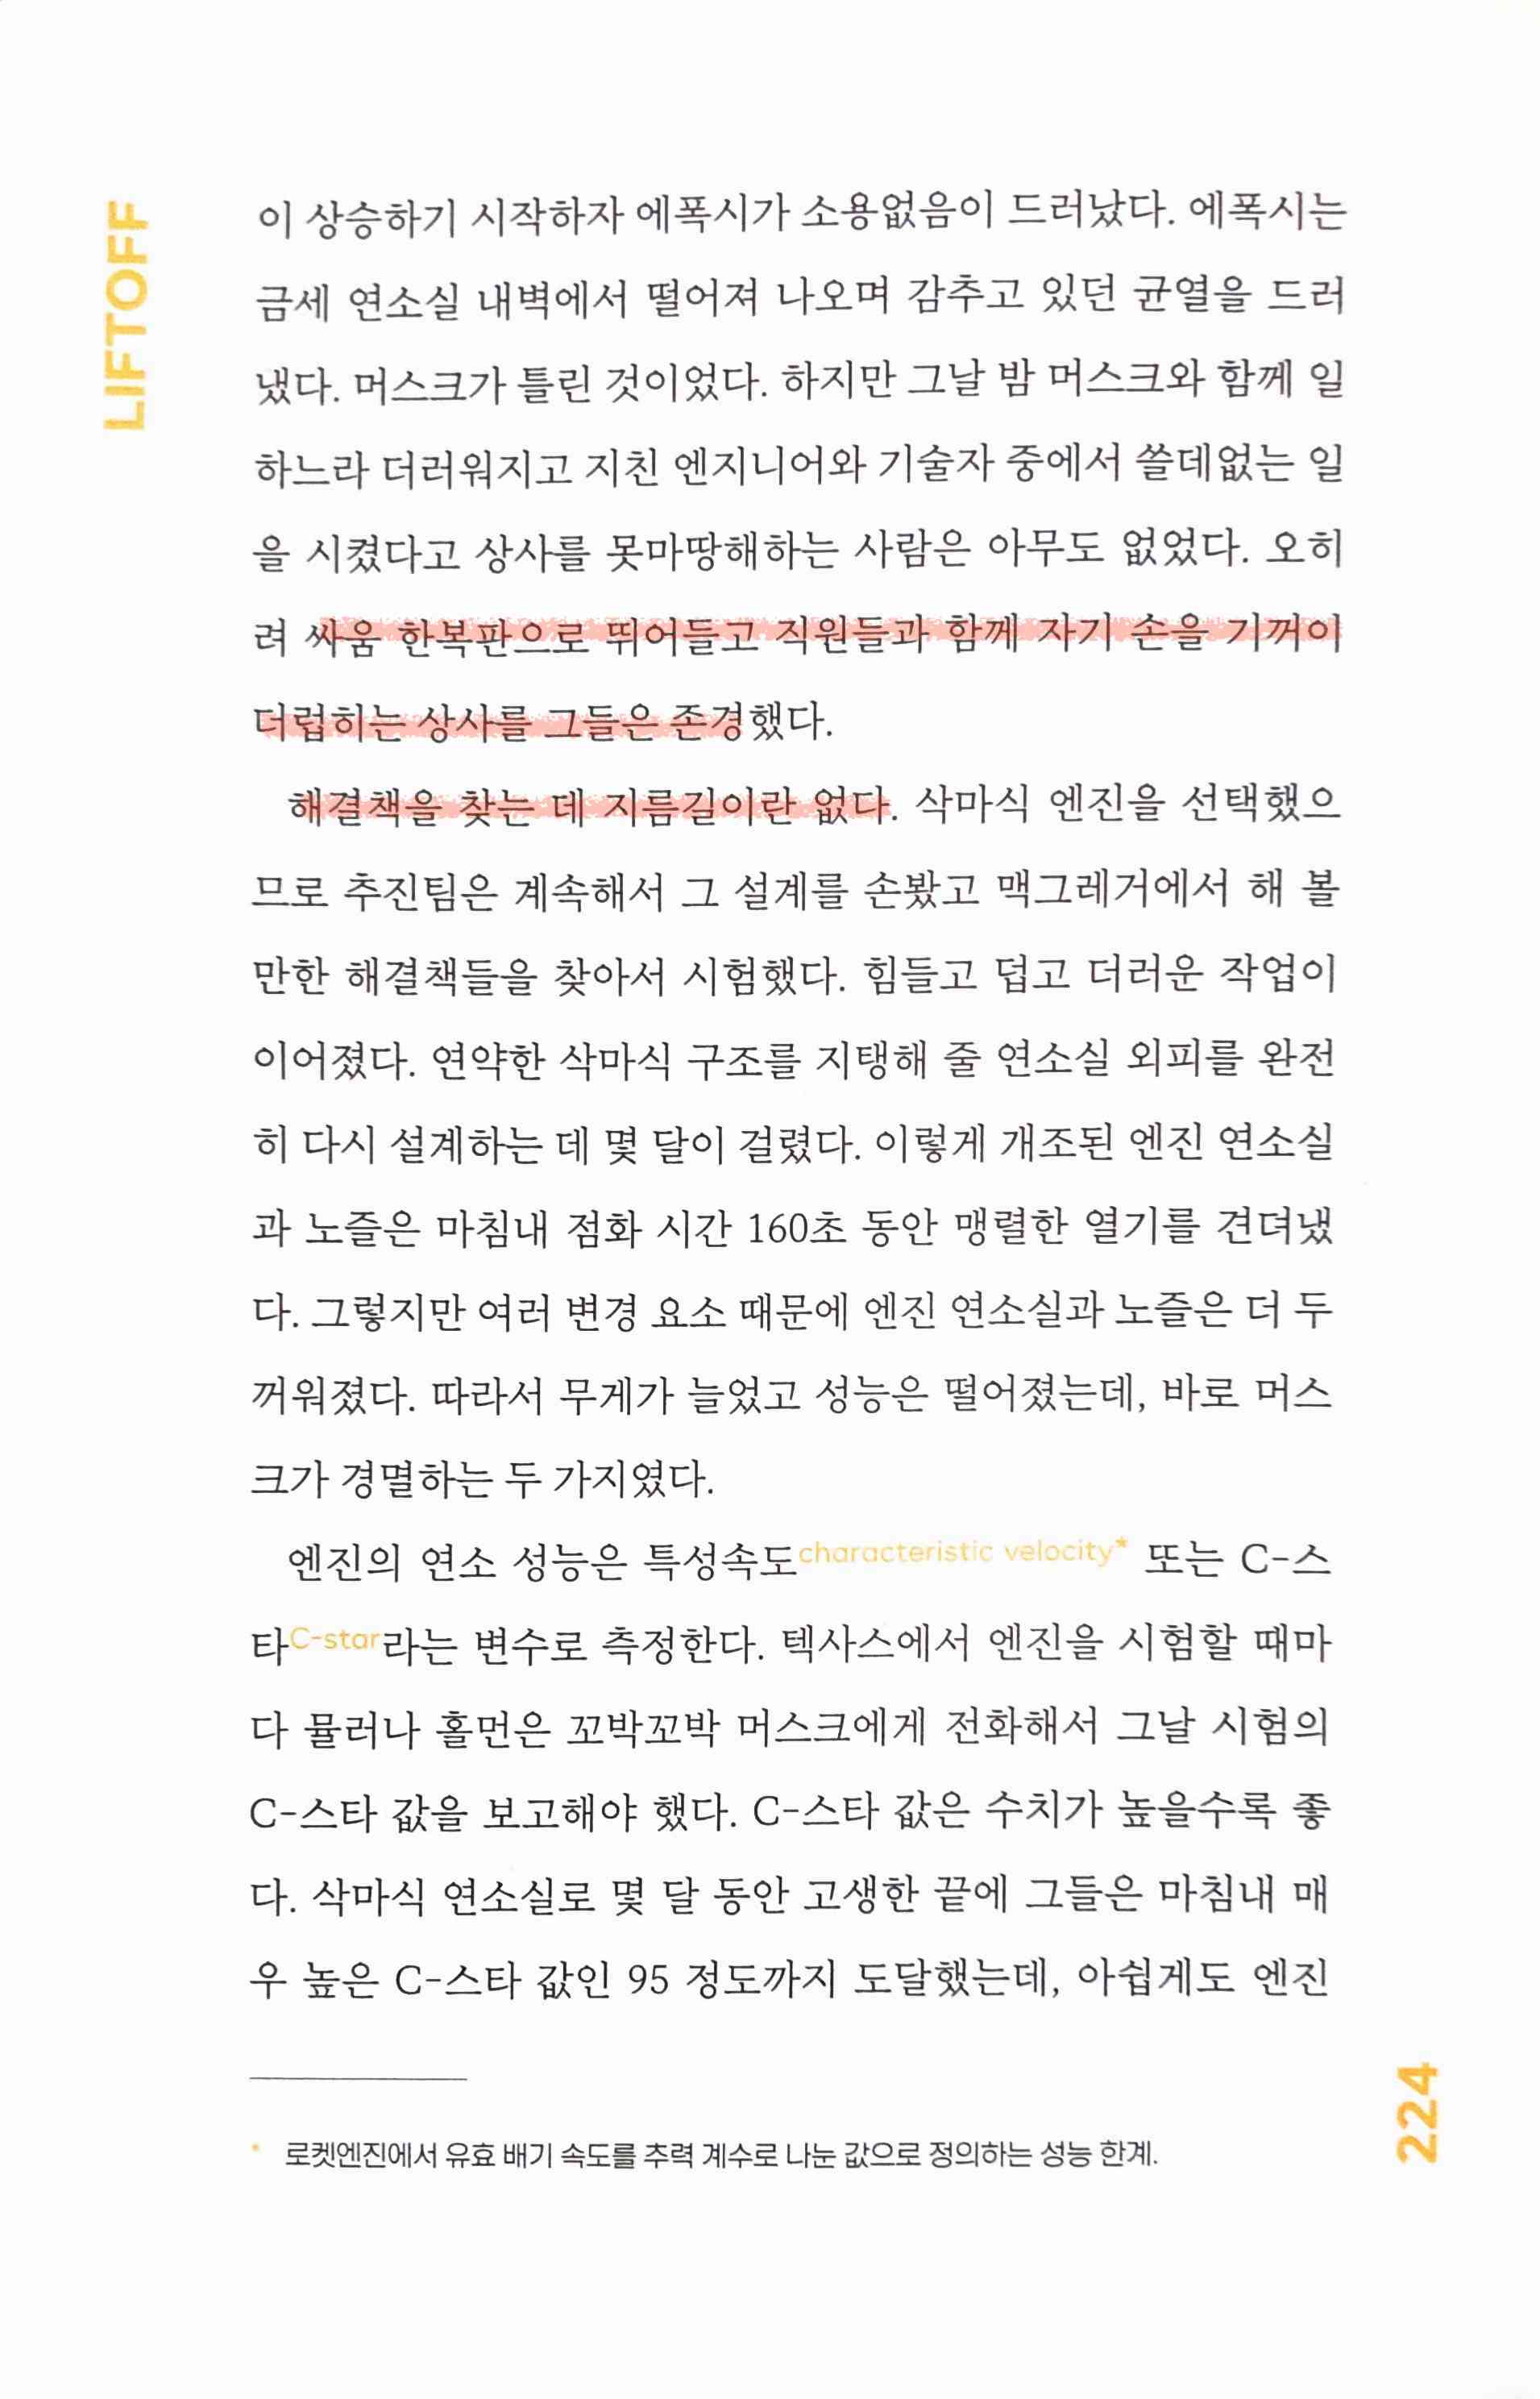 LIFTOFF
이 상승하기 시작하자 에폭시가 소용없음이 드러났다. 에폭시는
금세 연소실 내벽에서 떨어져 나오며 감추고 있던 균열을 드러
냈다. 머스크가 틀린 것이었다. 하지만 그날 밤 머스크와 함께 일
하느라 더러워지고 지친 엔지니어와 기술자 중에서 쓸데없는 일
을 시켰다고 상사를 못마땅해하는 사람은 아무도 없었다. 오히
려 싸움 한복판으로 뛰어들고 직원들과 함께 자기 손을 기꺼이
더럽히는 상사를 그들은 존경했다.
해결책을 찾는 데 지름길이란 없다. 삭마식 엔진을 선택했으
므로 추진팀은 계속해서 그 설계를 손봤고 맥그레거에서 해 볼
만한 해결책들을 찾아서 시험했다. 힘들고 덥고 더러운 작업이
이어졌다. 연약한 삭마식 구조를 지탱해 줄 연소실 외피를 완전
히 다시 설계하는 데 몇 달이 걸렸다. 이렇게 개조된 엔진 연소실
과 노즐은 마침내 점화 시간 160초 동안 맹렬한 열기를 견뎌냈
다. 그렇지만 여러 변경 요소 때문에 엔진 연소실과 노즐은 더 두
꺼워졌다. 따라서 무게가 늘었고 성능은 떨어졌는데, 바로 머스
크가 경멸하는 두 가지였다.
엔진의 연소 성능은 특성속도characteristic velocity* 또는 C-스
타C-star라는 변수로 측정한다. 텍사스에서 엔진을 시험할 때마
다 뮬러나 홀먼은 꼬박꼬박 머스크에게 전화해서 그날 시험의
C-스타 값을 보고해야 했다. C-스타 값은 수치가 높을수록 좋
다. 삭마식 연소실로 몇 달 동안 고생한 끝에 그들은 마침내 매
우 높은 C-스타 값인 95 정도까지 도달했는데, 아쉽게도 엔진
* 로켓엔진에서 유효 배기 속도를 추력 계수로 나눈 값으로 정의하는 성능 한계.
224